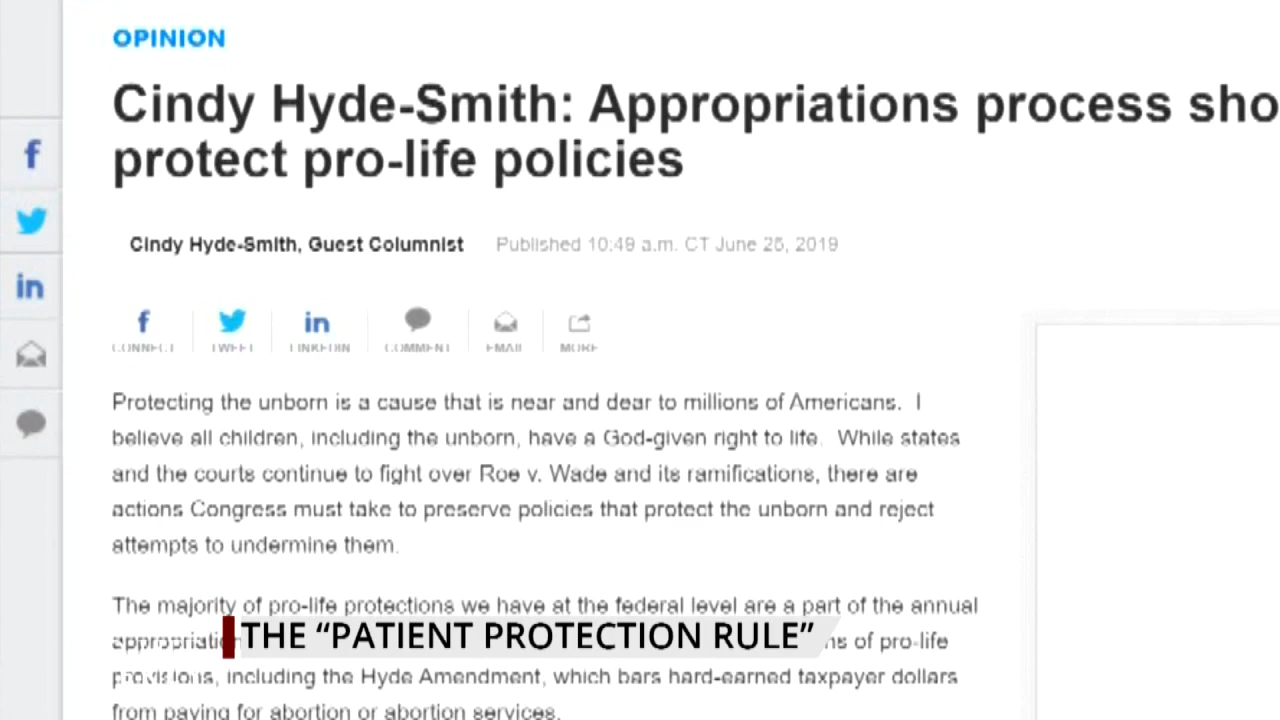 OPINION
Cindy Hyde-Smith: Appropriations process sho
protect pro-life policies
Cindy Hyde-Smith, Guest Columnist Published 10:49 a.m. CT June 25, 2019
CONNECT TWEET LINKEDIN COMMENT EMAIL MORE
Protecting the unborn is a cause that is near and dear to millions of Americans. I
believe all children, including the unborn, have a God-given right to life. While states
and the courts continue to fight over Roe v. Wade and its ramifications, there are
actions Congress must take to preserve policies that protect the unborn and reject
attempts to undermine them.
The majority of pro-life protections we have at the federal level are a part of the annual
THE “PATIENT PROTECTION RULE”
of pro-life
provisions, including the Hyde Amendment, which bars hard-earned taxpayer dollars
from paying for abortion or abortion services.